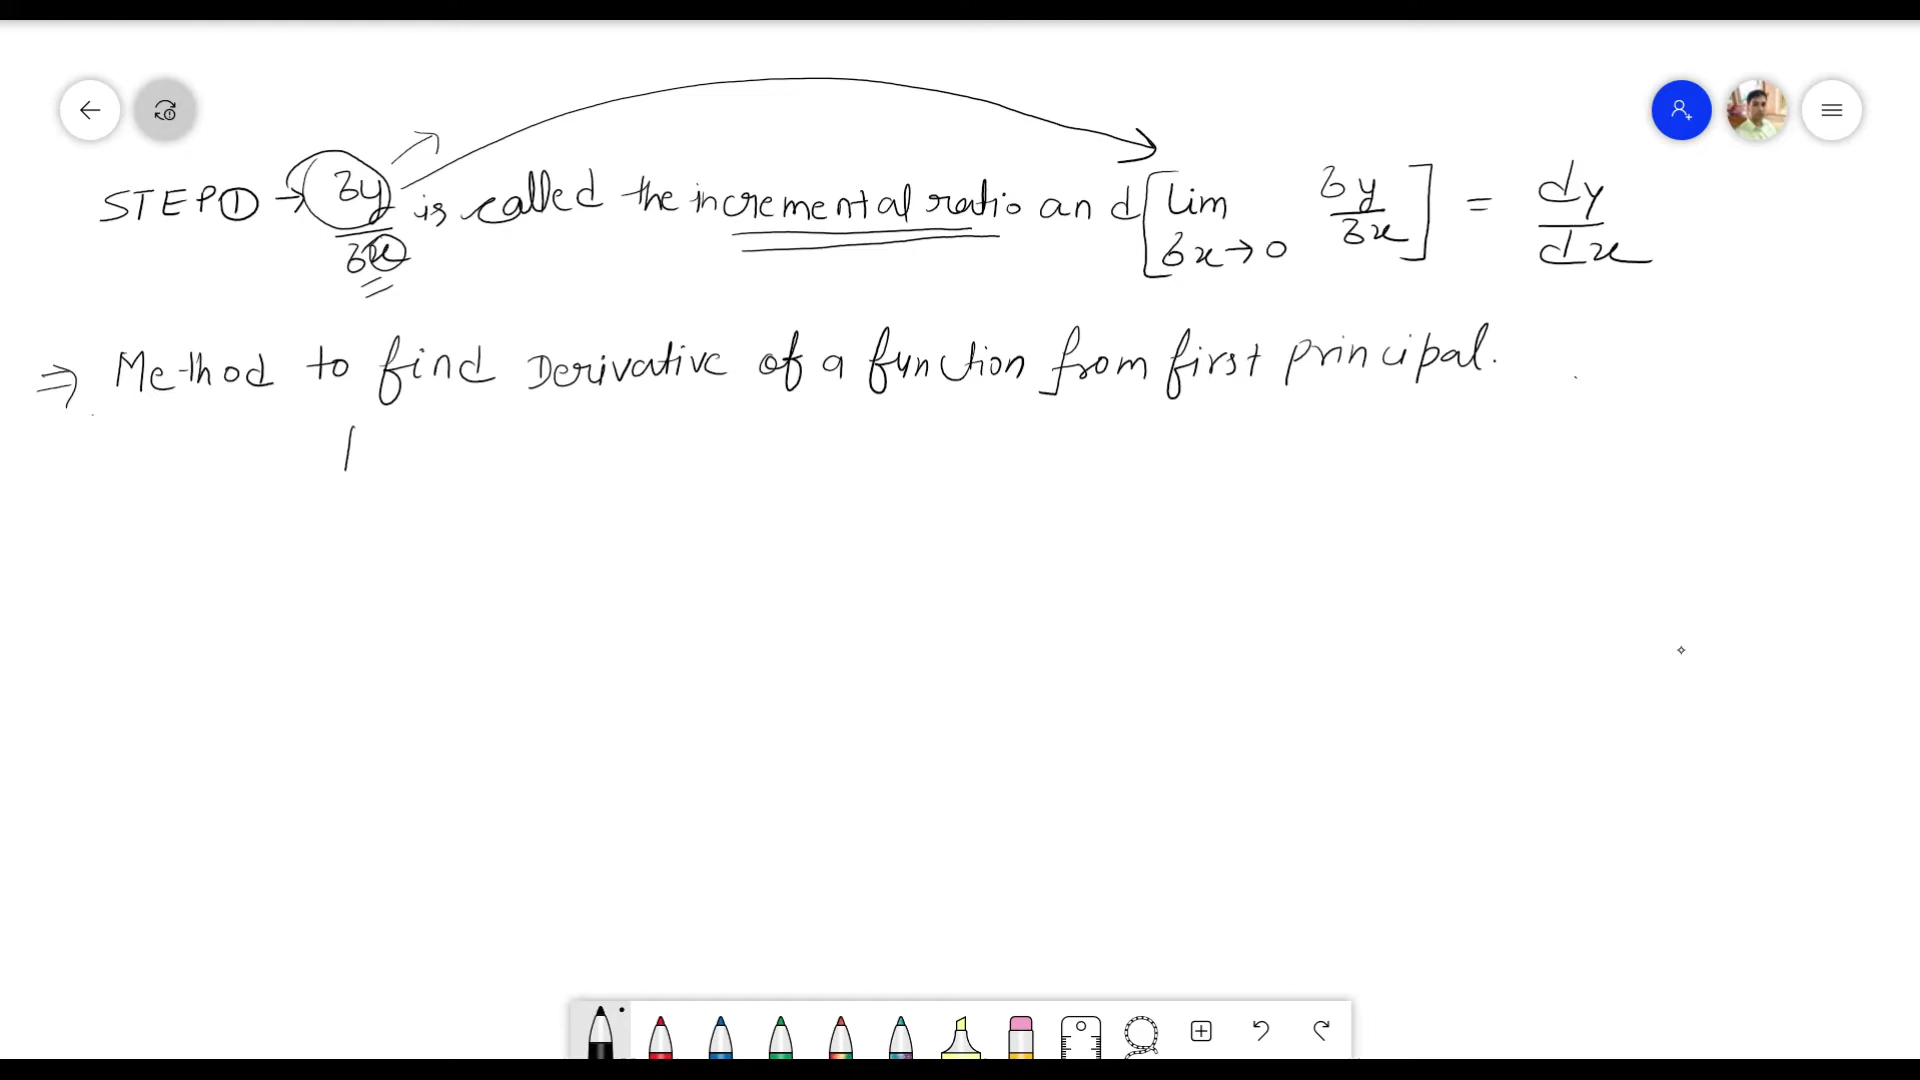 STEP① → δy/δx is called the incremental ratio and [lim δx→0 δy/δx] = dy/dx
⇒ Method to find Derivative of a function from first principal.